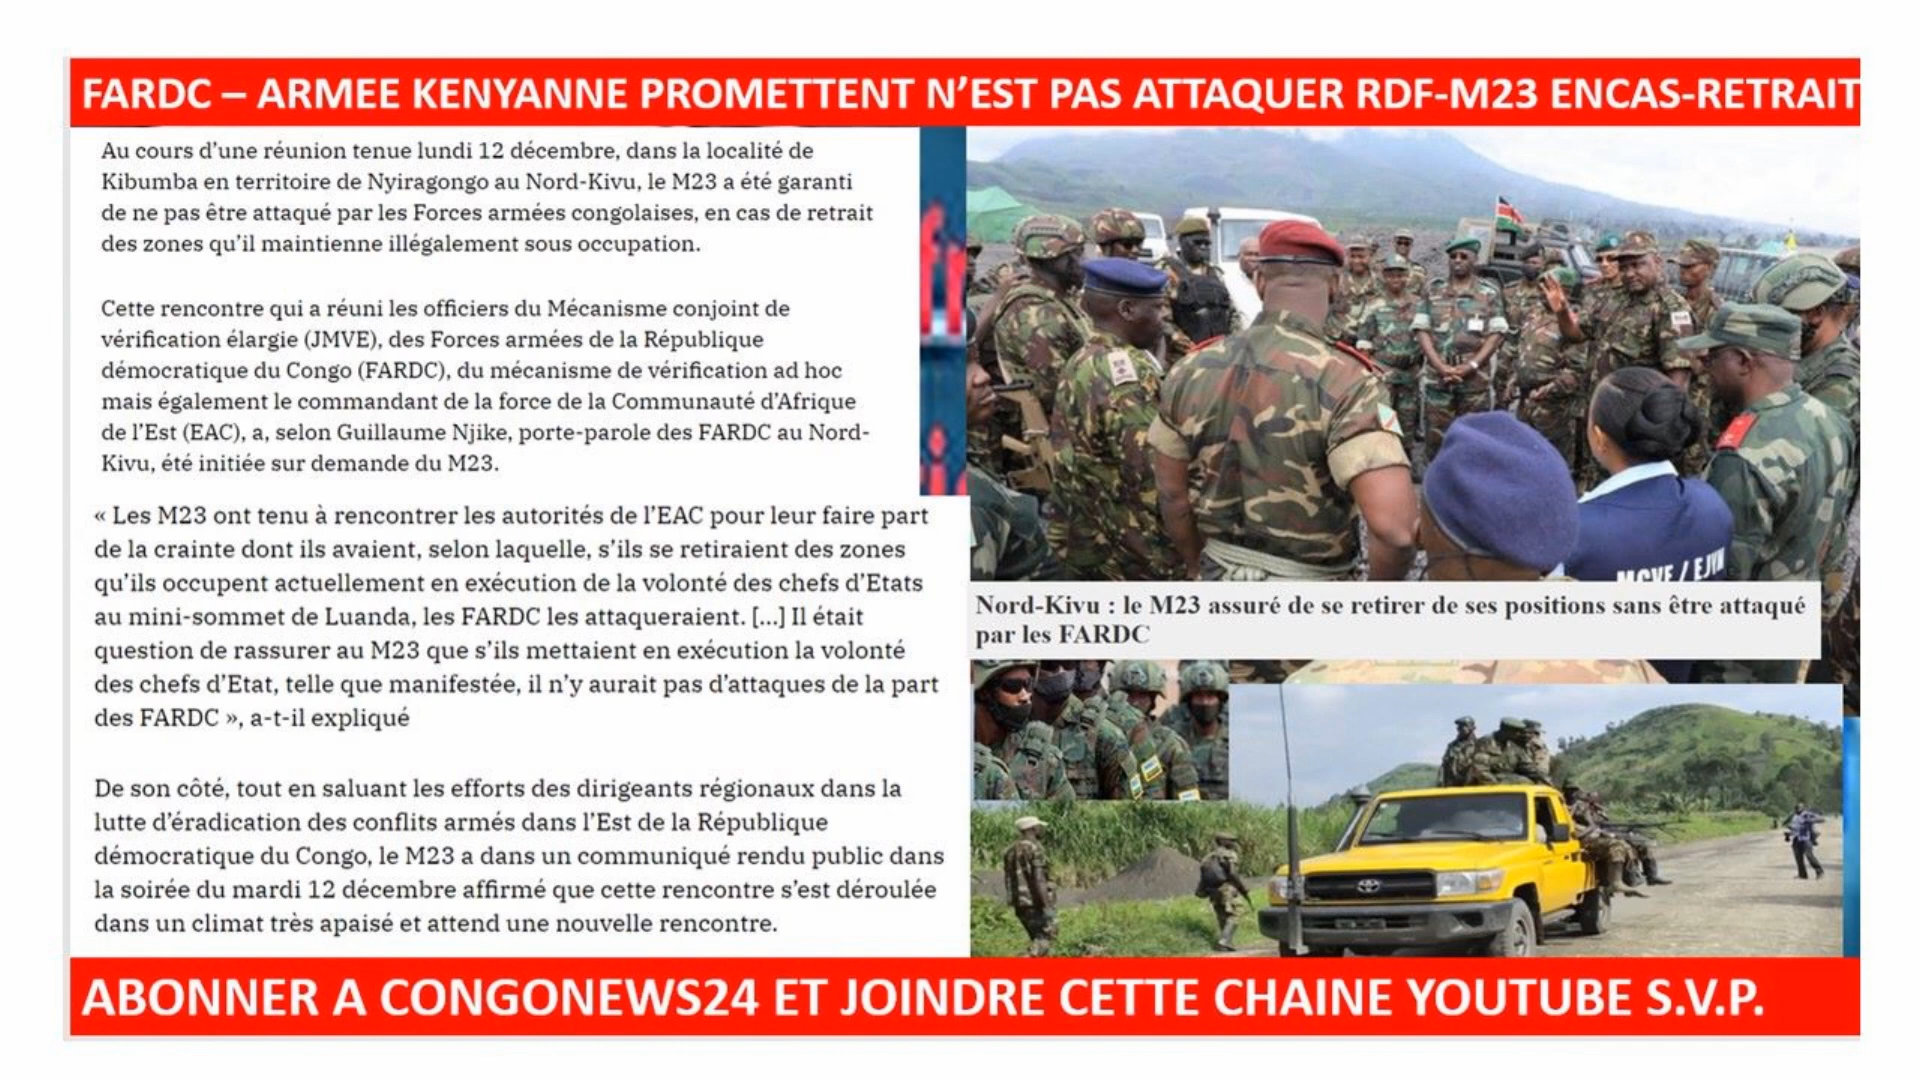 FARDC – ARMEE KENYANNE PROMETTENT N’EST PAS ATTAQUER RDF-M23 ENCAS-RETRAIT
Au cours d’une réunion tenue lundi 12 décembre, dans la localité de
Kibumba en territoire de Nyiragongo au Nord-Kivu, le M23 a été garanti
de ne pas être attaqué par les Forces armées congolaises, en cas de retrait
des zones qu’il maintienne illégalement sous occupation.
Cette rencontre qui a réuni les officiers du Mécanisme conjoint de
vérification élargie (JMVE), des Forces armées de la République
démocratique du Congo (FARDC), du mécanisme de vérification ad hoc
mais également le commandant de la force de la Communauté d’Afrique
de l’Est (EAC), a, selon Guillaume Njike, porte-parole des FARDC au Nord-
Kivu, été initiée sur demande du M23.
« Les M23 ont tenu à rencontrer les autorités de l’EAC pour leur faire part
de la crainte dont ils avaient, selon laquelle, s’ils se retiraient des zones
qu’ils occupent actuellement en exécution de la volonté des chefs d’Etats
au mini-sommet de Luanda, les FARDC les attaqueraient. […] Il était
question de rassurer au M23 que s’ils mettaient en exécution la volonté
des chefs d’Etat, telle que manifestée, il n’y aurait pas d’attaques de la part
des FARDC », a-t-il expliqué
De son côté, tout en saluant les efforts des dirigeants régionaux dans la
lutte d’éradication des conflits armés dans l’Est de la République
démocratique du Congo, le M23 a dans un communiqué rendu public dans
la soirée du mardi 12 décembre affirmé que cette rencontre s’est déroulée
dans un climat très apaisé et attend une nouvelle rencontre.
Nord-Kivu : le M23 assuré de se retirer de ses positions sans être attaqué
par les FARDC
ABONNER A CONGONEWS24 ET JOINDRE CETTE CHAINE YOUTUBE S.V.P.